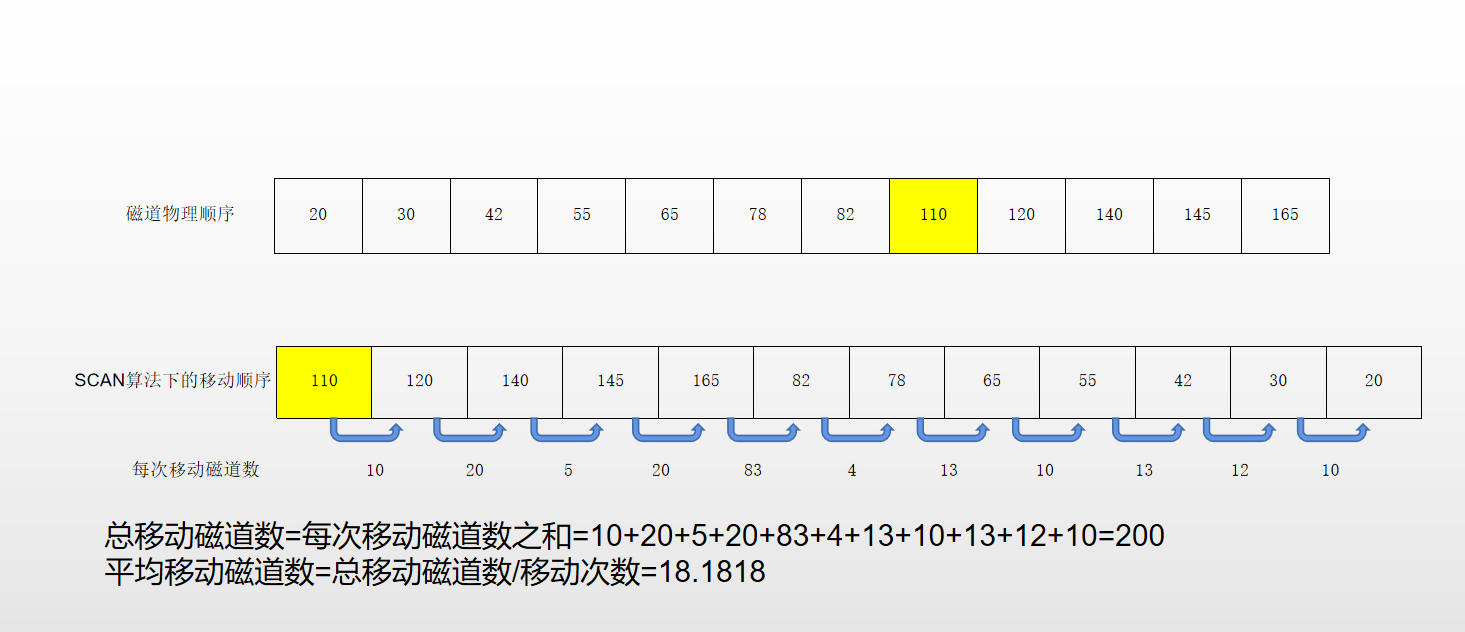 磁道物理顺序 20 30 42 55 65 78 82 110 120 140 145 165
SCAN算法下的移动顺序 110 120 140 145 165 82 78 65 55 42 30 20
每次移动磁道数 10 20 5 20 83 4 13 10 13 12 10
总移动磁道数=每次移动磁道数之和=10+20+5+20+83+4+13+10+13+12+10=200
平均移动磁道数=总移动磁道数/移动次数=18.1818